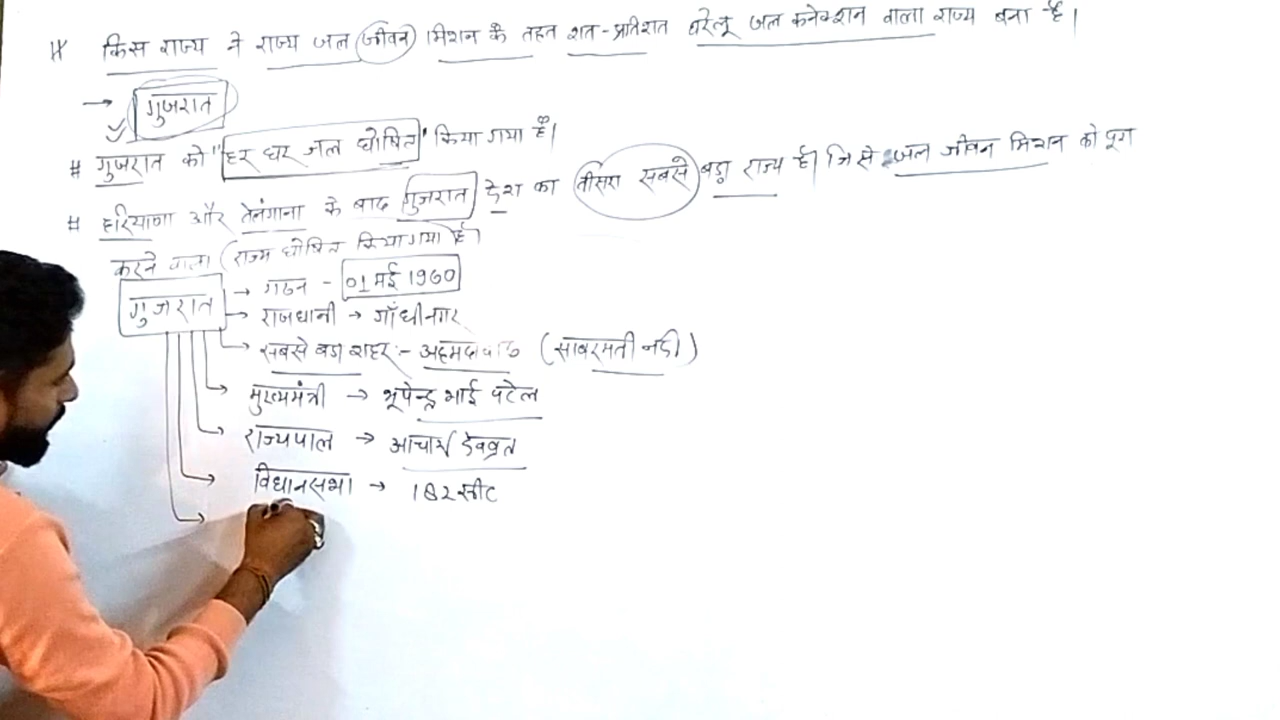 # किस राज्य ने राज्य जल जीवन मिशन के तहत शत-प्रतिशत घरेलू जल कनेक्शन वाला राज्य बना है।
→ गुजरात
# गुजरात को "हर घर जल घोषित" किया गया है।
# हरियाणा और तेलंगाना के बाद गुजरात देश का तीसरा सबसे बड़ा राज्य है। जिसे जल जीवन मिशन को पूरा
करने वाला राज्य घोषित किया गया है।
गुजरात → गठन - 01 मई 1960
→ राजधानी → गाँधीनगर
→ सबसे बड़ा शहर :- अहमदाबाद (साबरमती नदी)
→ मुख्यमंत्री → भूपेन्द्र भाई पटेल
→ राज्यपाल → आचार्य देवव्रत
→ विधानसभा → 182 सीट